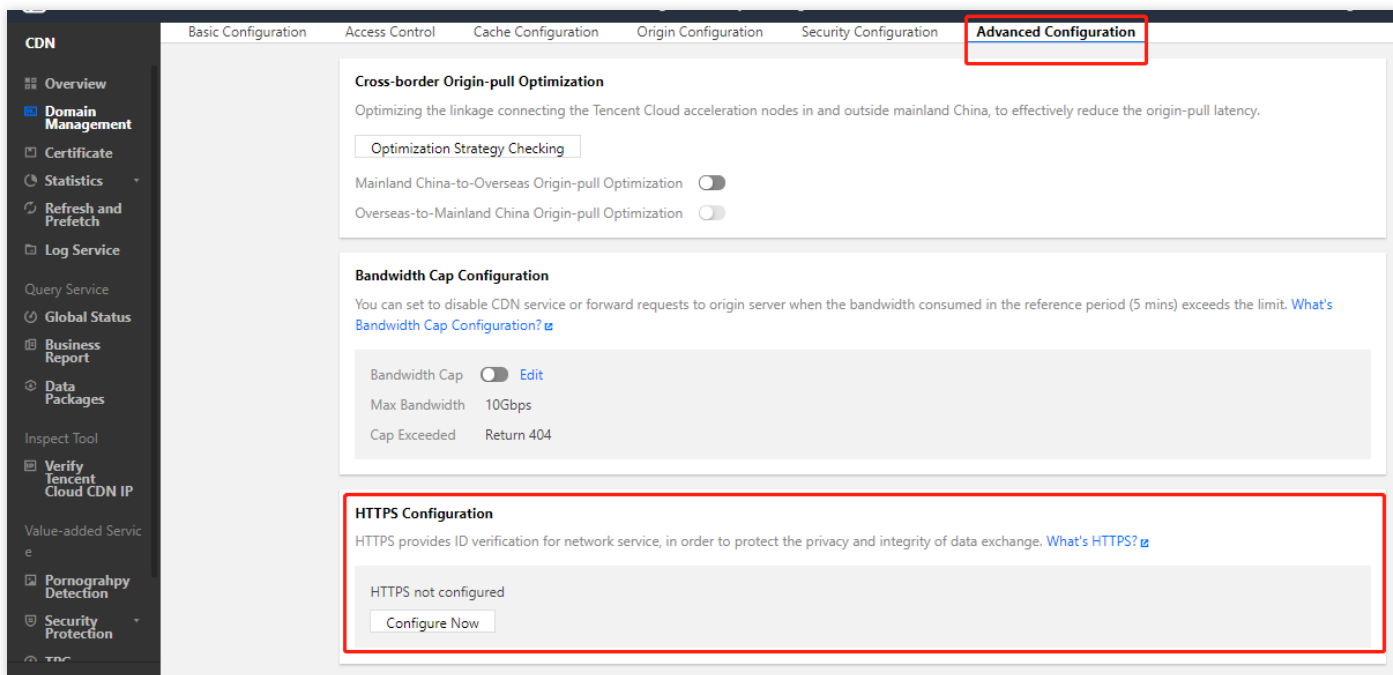 CDN
Basic Configuration
Access Control
Cache Configuration
Origin Configuration
Security Configuration
Advanced Configuration
Overview
Domain
Management
Certificate
Statistics
Refresh and
Prefetch
Log Service
Query Service
Global Status
Business
Report
Data
Packages
Inspect Tool
Verify
Tencent
Cloud CDN IP
Value-added Servic
e
Pornograhpy
Detection
Security
Protection
Cross-border Origin-pull Optimization
Optimizing the linkage connecting the Tencent Cloud acceleration nodes in and outside mainland China, to effectively reduce the origin-pull latency.
Optimization Strategy Checking
Mainland China-to-Overseas Origin-pull Optimization
Overseas-to-Mainland China Origin-pull Optimization
Bandwidth Cap Configuration
You can set to disable CDN service or forward requests to origin server when the bandwidth consumed in the reference period (5 mins) exceeds the limit. What's
Bandwidth Cap Configuration?
Bandwidth Cap Edit
Max Bandwidth 10Gbps
Cap Exceeded Return 404
HTTPS Configuration
HTTPS provides ID verification for network service, in order to protect the privacy and integrity of data exchange. What's HTTPS?
HTTPS not configured
Configure Now